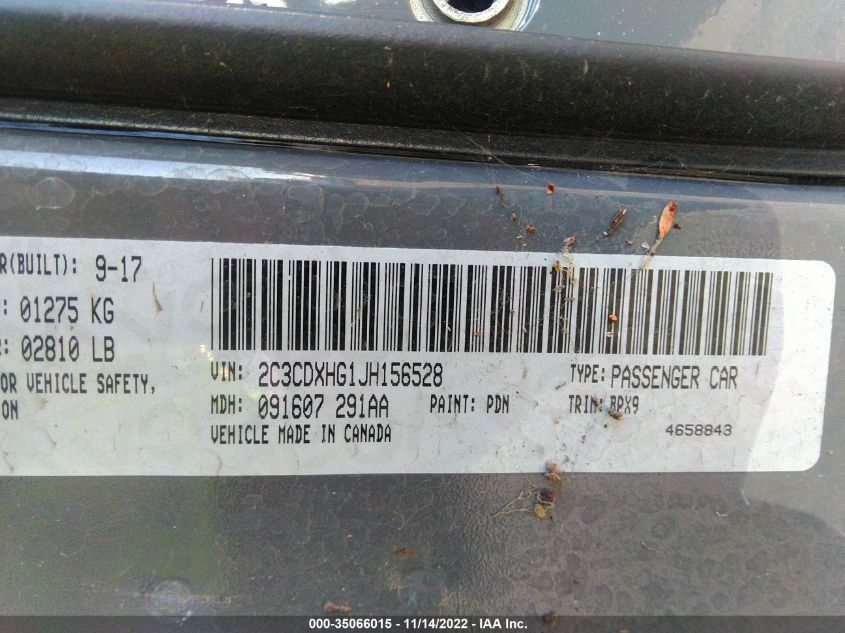 R(BUILT): 9-17
: 01275 KG
: 02810 LB
OR VEHICLE SAFETY,
ON
VIN: 2C3CDXHG1JH156528
TYPE: PASSENGER CAR
MDH: 091607 291AA
PAINT: PDN
TRIM: BPX9
VEHICLE MADE IN CANADA
4658843
000-35066015 - 11/14/2022 - IAA Inc.